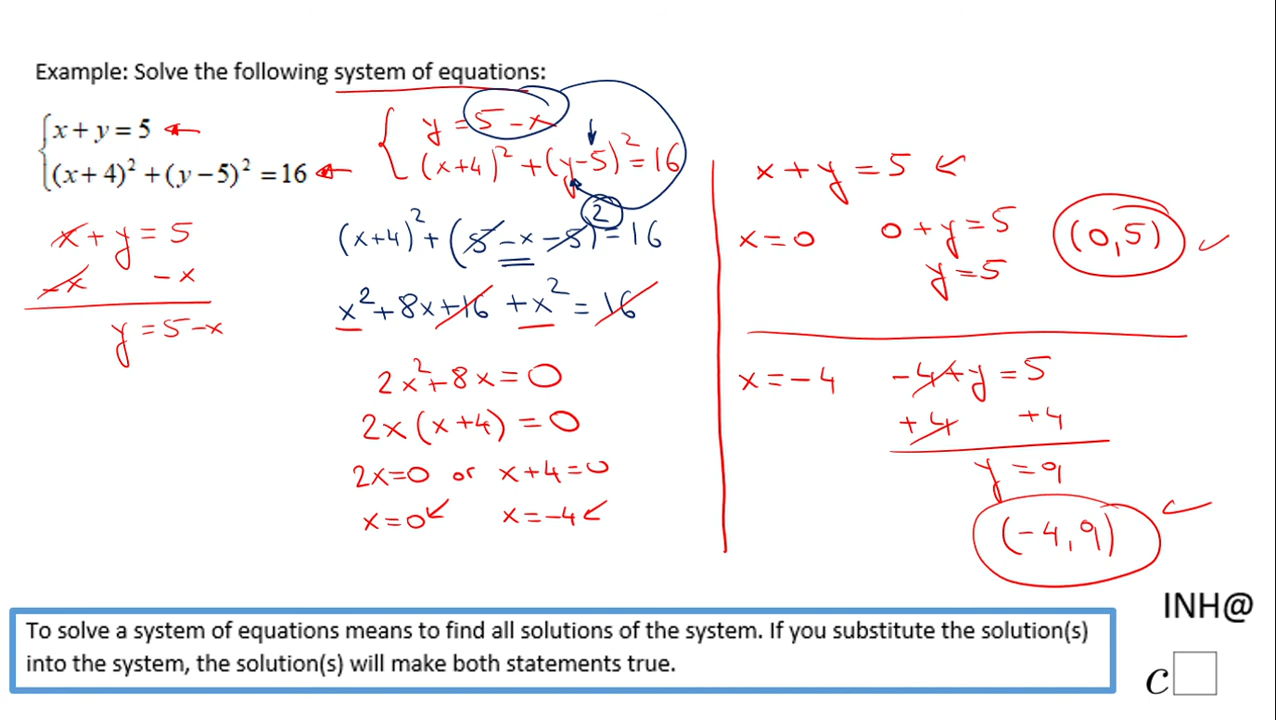 Example: Solve the following system of equations:
x + y = 5
(x + 4)² + (y − 5)² = 16
x + y = 5
-x -x
y = 5 - x
y = 5 - x
(x+4)² + (y-5)² = 16
(x+4)² + (5 - x - 5)² = 16
x² + 8x + 16 + x² = 16
2x² + 8x = 0
2x (x+4) = 0
2x = 0 or x+4 = 0
x = 0 x = -4
x + y = 5
x = 0 0 + y = 5 (0,5)
y = 5
x = -4 -4 + y = 5
+4 +4
y = 9
(-4,9)
To solve a system of equations means to find all solutions of the system. If you substitute the solution(s)
into the system, the solution(s) will make both statements true.
INH@
c